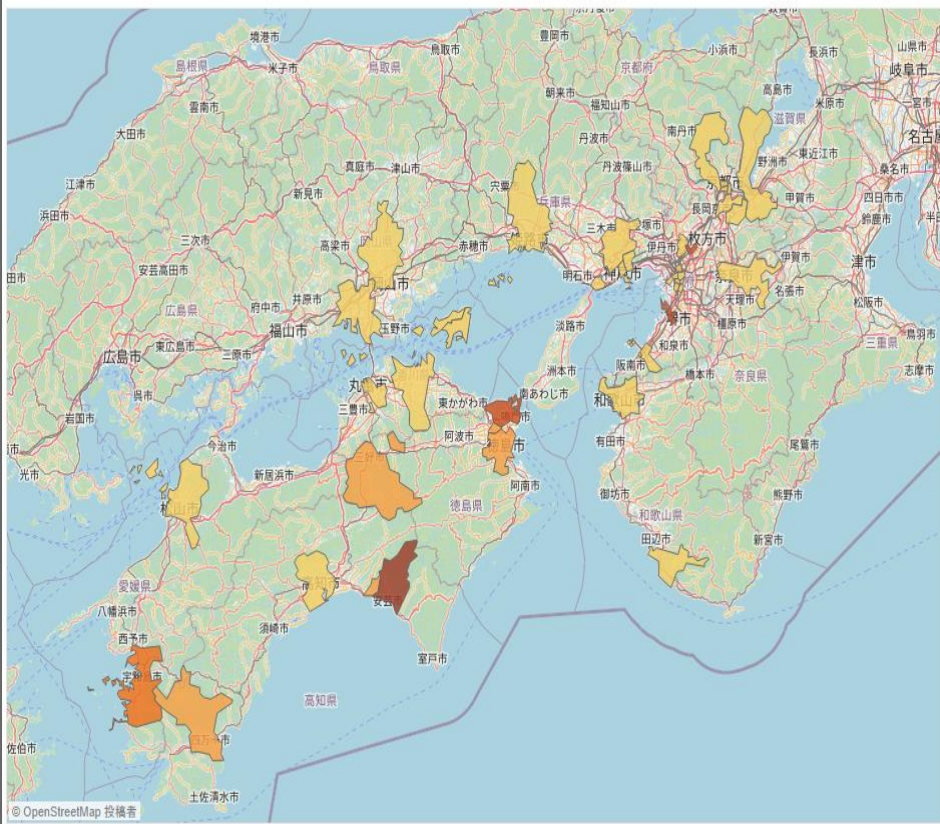 境港市
豊岡市
小浜市
長浜市
山県市
鳥取市
島根県
米子市
鳥取県
京都府
岐阜市
高島市
朝来市
福知山市
米原市
一宮市
雲南市
滋賀県
大田市
南丹市
丹波市
名古屋
東近江市
真庭市
津山市
丹波篠山市
野洲市
桑名市
江津市
新見市
宍粟
甲賀市
四日市市
兵庫県
長岡京
鈴鹿市
浜田市
三木市
宝塚市
三次市
高梁市
赤穂市
伊丹市
枚方市
伊賀市
津市
安芸高田市
明石市
神戸市
奈良市
名張市
井原市
天理市
松阪市
広島県
府中市
玉野市
淡路市
堺市
橿原市
福山市
鳥羽市
広島市
東広島市
三原市
和泉市
三重県
阪南市
志摩市
洲本市
橋本市
奈良県
呉市
南あわじ市
三豊市
東かがわ市
岩国市
和歌山市
今治市
阿波市
徳島市
有田市
尾鷲市
新居浜市
三好市
光市
阿南市
御坊市
熊野市
徳島県
松山市
和歌山県
田辺市
新宮市
愛媛県
八幡浜市
安芸市
須崎市
西予市
室戸市
高知県
佐伯市
土佐清水市
© OpenStreetMap 投稿者